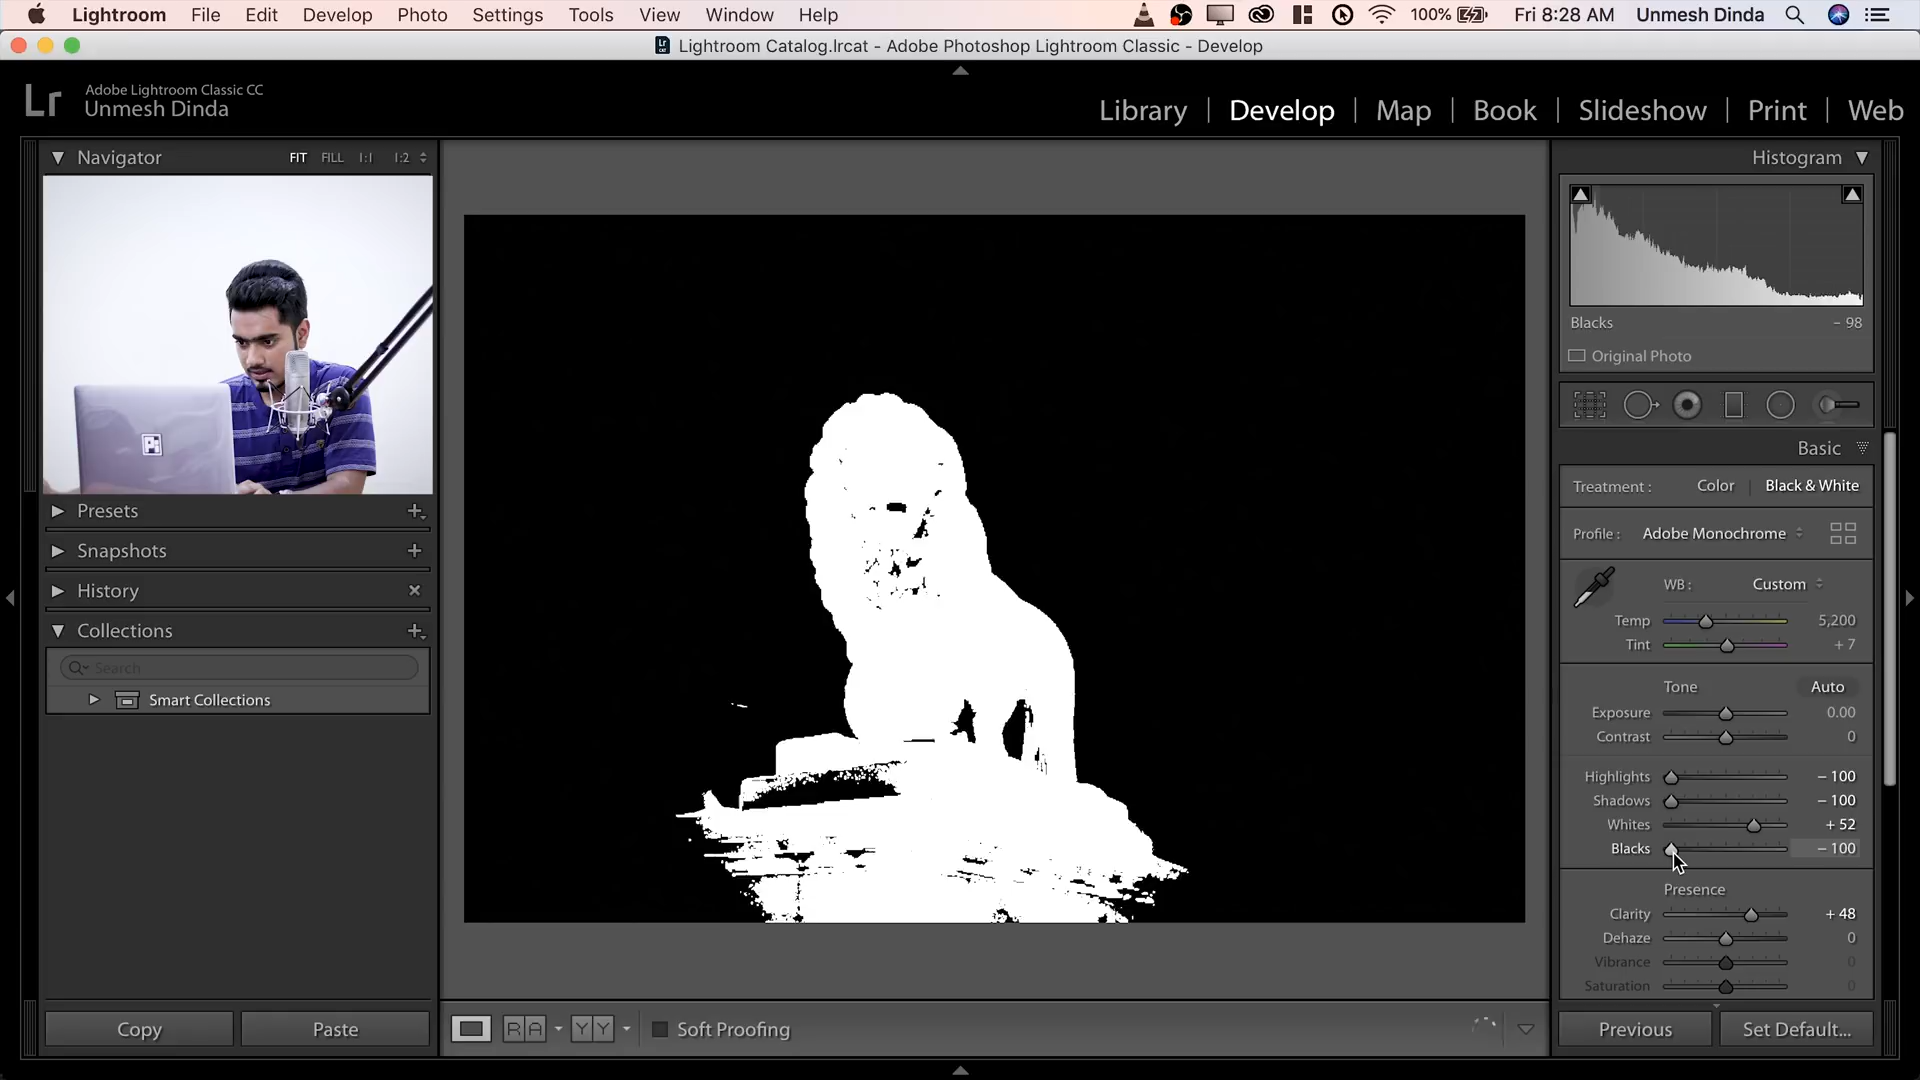 Lightroom File Edit Develop Photo Settings Tools View Window Help 100% Fri 8:28 AM Unmesh Dinda
Lr Lightroom Catalog.lrcat - Adobe Photoshop Lightroom Classic - Develop
Lr Adobe Lightroom Classic CC
Unmesh Dinda
Library | Develop | Map | Book | Slideshow | Print | Web
Navigator FIT FILL 1:1 1:2
Presets
Snapshots
History
Collections
Search
Smart Collections
Copy Paste
R A Y Y Soft Proofing
Histogram
Blacks - 98
Original Photo
Basic
Treatment : Color | Black & White
Profile : Adobe Monochrome
WB : Custom
Temp 5,200
Tint + 7
Tone Auto
Exposure 0.00
Contrast 0
Highlights - 100
Shadows - 100
Whites + 52
Blacks - 100
Presence
Clarity + 48
Dehaze 0
Vibrance 0
Saturation 0
Previous Set Default...